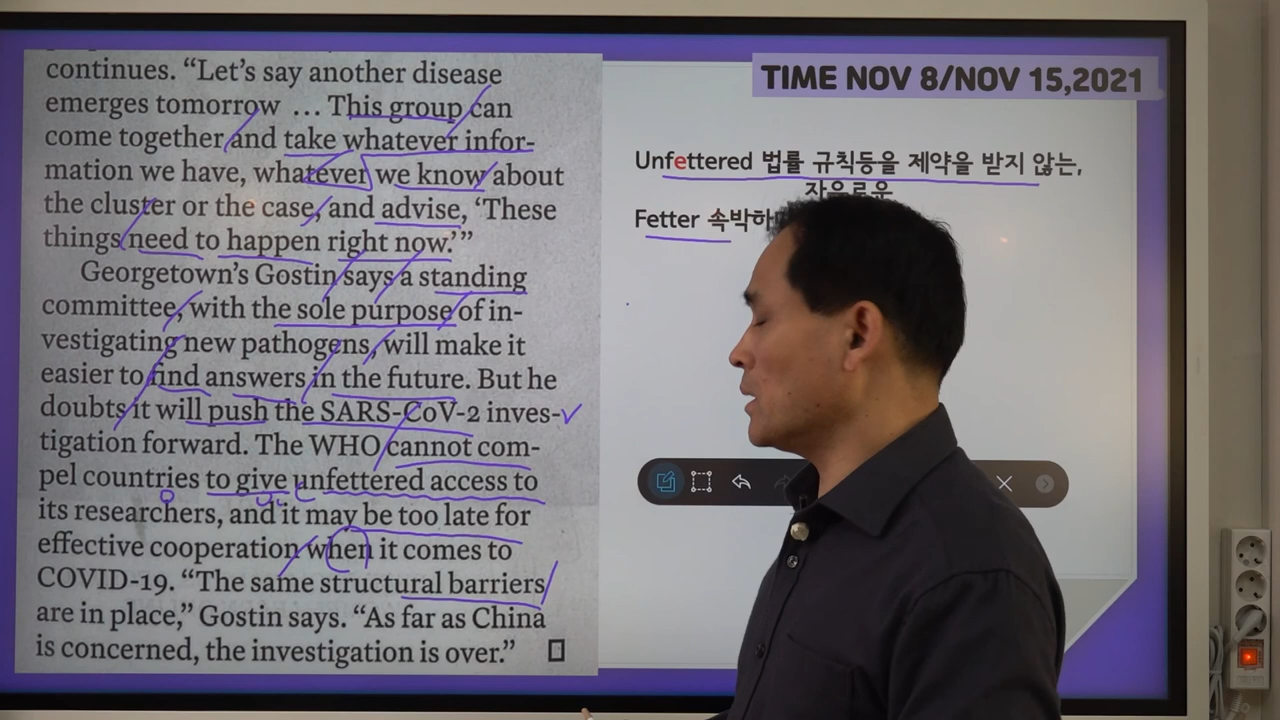 continues. “Let’s say another disease
emerges tomorrow … This group can
come together and take whatever infor-
mation we have, whatever we know about
the cluster or the case, and advise, ‘These
things need to happen right now.’”
Georgetown’s Gostin says a standing
committee, with the sole purpose of in-
vestigating new pathogens, will make it
easier to find answers in the future. But he
doubts it will push the SARS-CoV-2 inves-
tigation forward. The WHO cannot com-
pel countries to give unfettered access to
its researchers, and it may be too late for
effective cooperation when it comes to
COVID-19. “The same structural barriers
are in place,” Gostin says. “As far as China
is concerned, the investigation is over.”
TIME NOV 8/NOV 15,2021
Unfettered 법률 규칙등을 제약을 받지 않는,
자유로운
Fetter